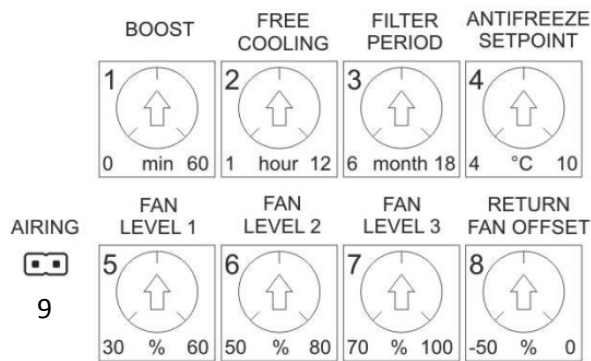 BOOST
FREE COOLING
FILTER PERIOD
ANTIFREEZE SETPOINT
1
0 min 60
2
1 hour 12
3
6 month 18
4
4 °C 10
AIRING
9
FAN LEVEL 1
FAN LEVEL 2
FAN LEVEL 3
RETURN FAN OFFSET
5
30 % 60
6
50 % 80
7
70 % 100
8
-50 % 0